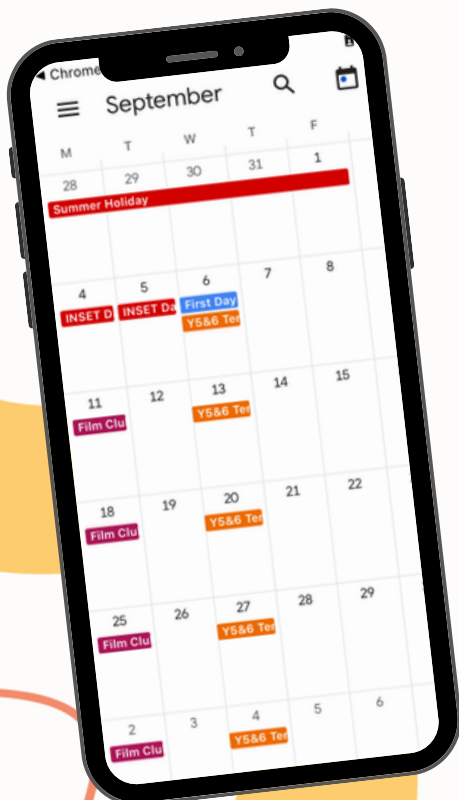 ◀ Chrome
September
M T W T F
28 29 30 31 1
Summer Holiday
4 5 6 7 8
INSET D INSET Da First Day
Y5&6 Ter
11 12 13 14 15
Film Clu Y5&6 Ter
18 19 20 21 22
Film Clu Y5&6 Ter
25 26 27 28 29
Film Clu Y5&6 Ter
2 3 4 5 6
Film Clu Y5&6 Ter